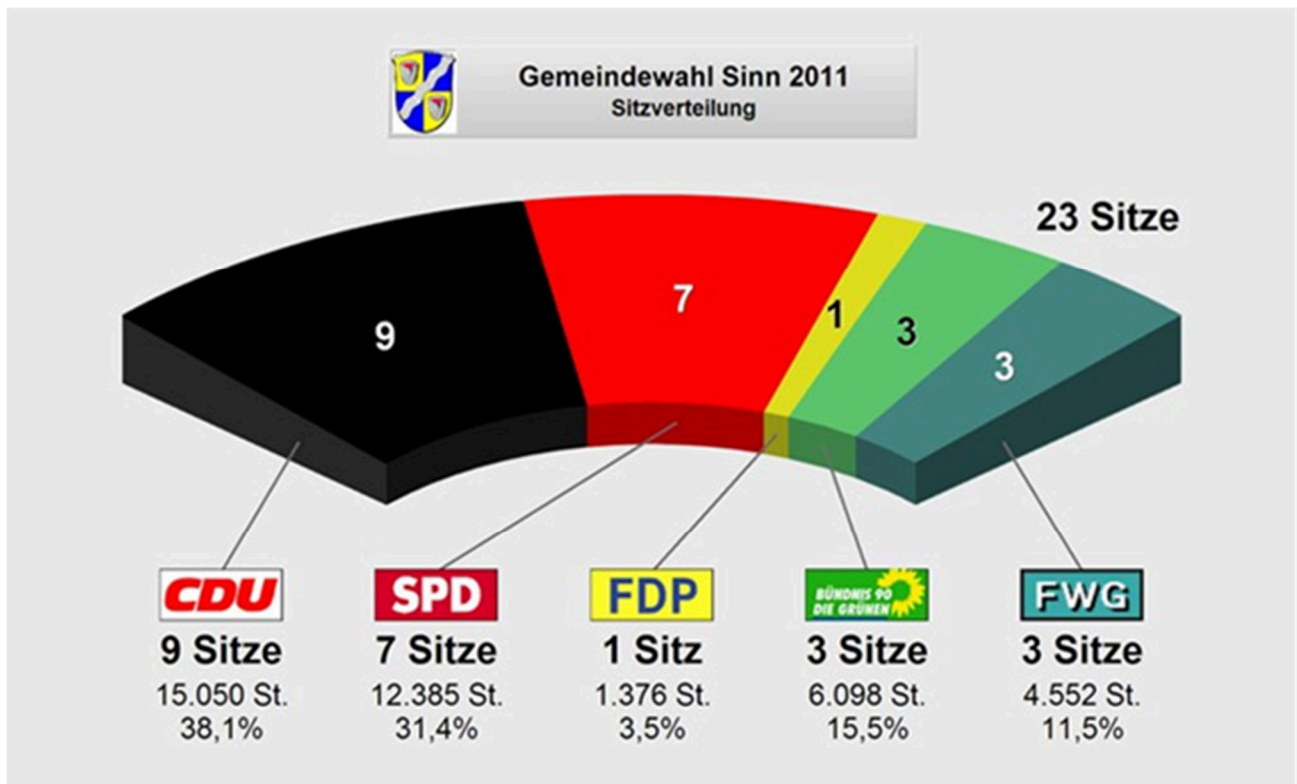 Gemeindewahl Sinn 2011
Sitzverteilung
23 Sitze
9
7
1
3
3
CDU
SPD
FDP
BÜNDNIS 90
DIE GRÜNEN
FWG
9 Sitze
7 Sitze
1 Sitz
3 Sitze
3 Sitze
15.050 St.
12.385 St.
1.376 St.
6.098 St.
4.552 St.
38,1%
31,4%
3,5%
15,5%
11,5%